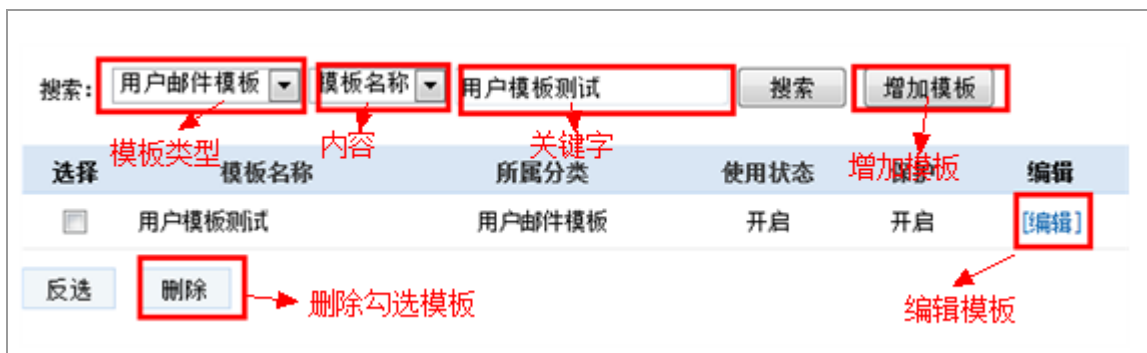 搜索: 用户邮件模板 模板名称 用户模板测试 搜索 增加模板
模板类型 内容 关键字 增加模板
选择 模板名称 所属分类 使用状态 保护 编辑
用户模板测试 用户邮件模板 开启 开启 [编辑]
反选 删除 删除勾选模板 编辑模板